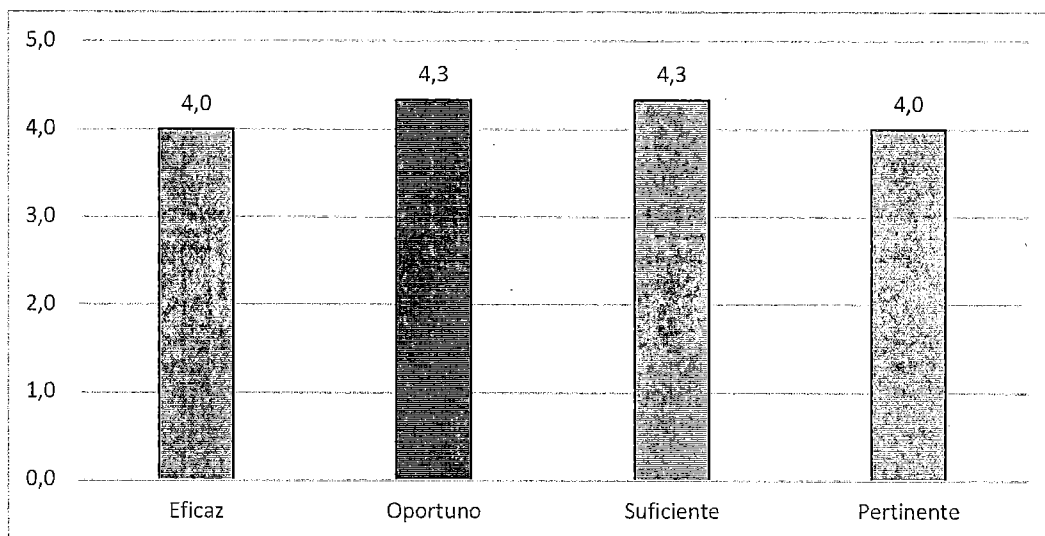 5,0
4,3
4,3
4,0
4,0
4,0
3,0
2,0
1,0
0,0
Eficaz
Oportuno
Suficiente
Pertinente